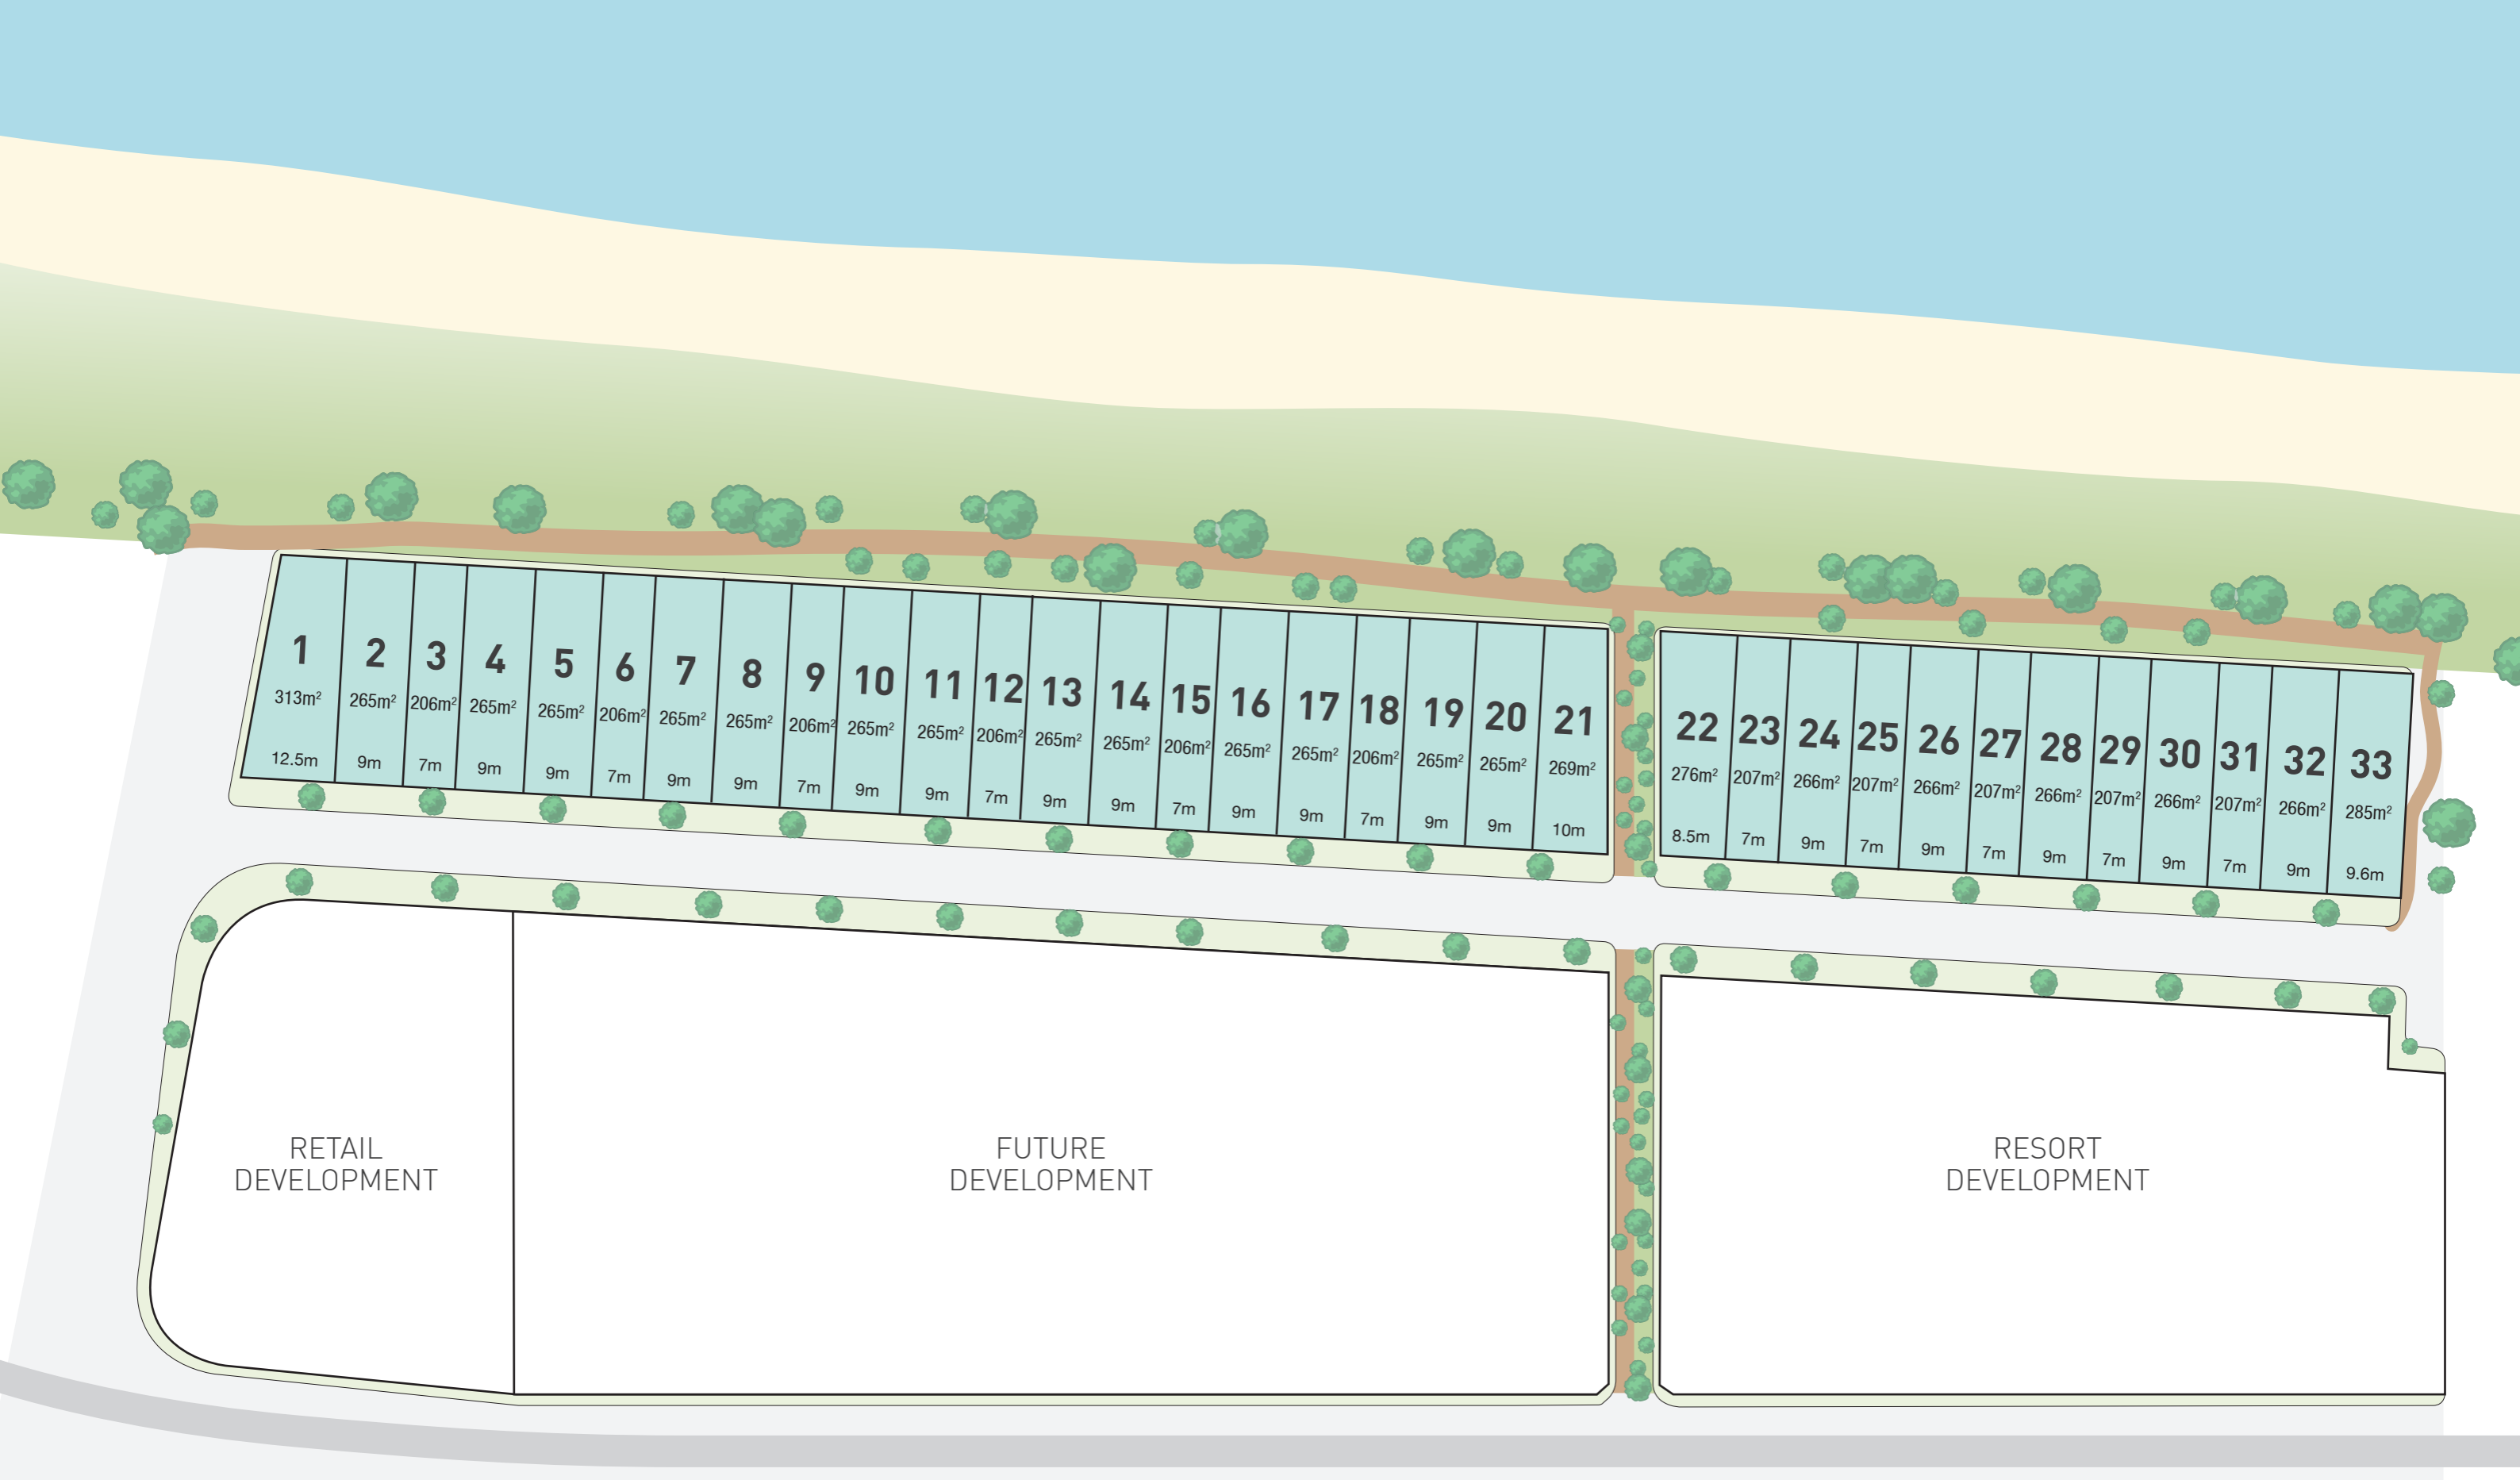 1
313m²
12.5m
2
265m²
9m
3
206m²
7m
4
265m²
9m
5
265m²
9m
6
206m²
7m
7
265m²
9m
8
265m²
9m
9
206m²
7m
10
265m²
9m
11
265m²
9m
12
206m²
7m
13
265m²
9m
14
265m²
9m
15
206m²
7m
16
265m²
9m
17
265m²
9m
18
206m²
7m
19
265m²
9m
20
265m²
9m
21
269m²
10m
22
276m²
8.5m
23
207m²
7m
24
266m²
9m
25
207m²
7m
26
266m²
9m
27
207m²
7m
28
266m²
9m
29
207m²
7m
30
266m²
9m
31
207m²
7m
32
266m²
9m
33
285m²
9.6m
RETAIL
DEVELOPMENT
FUTURE
DEVELOPMENT
RESORT
DEVELOPMENT